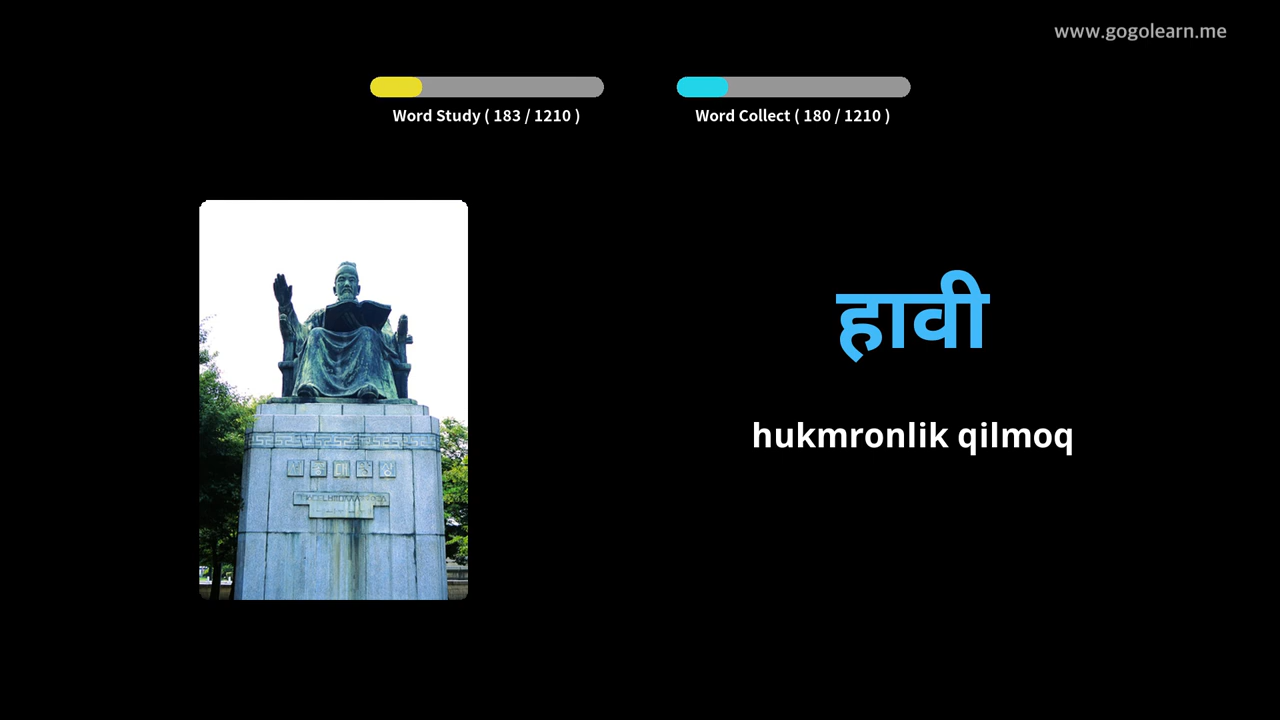 www.gogolearn.me
Word Study ( 183 / 1210 )
Word Collect ( 180 / 1210 )
हावी
hukmronlik qilmoq